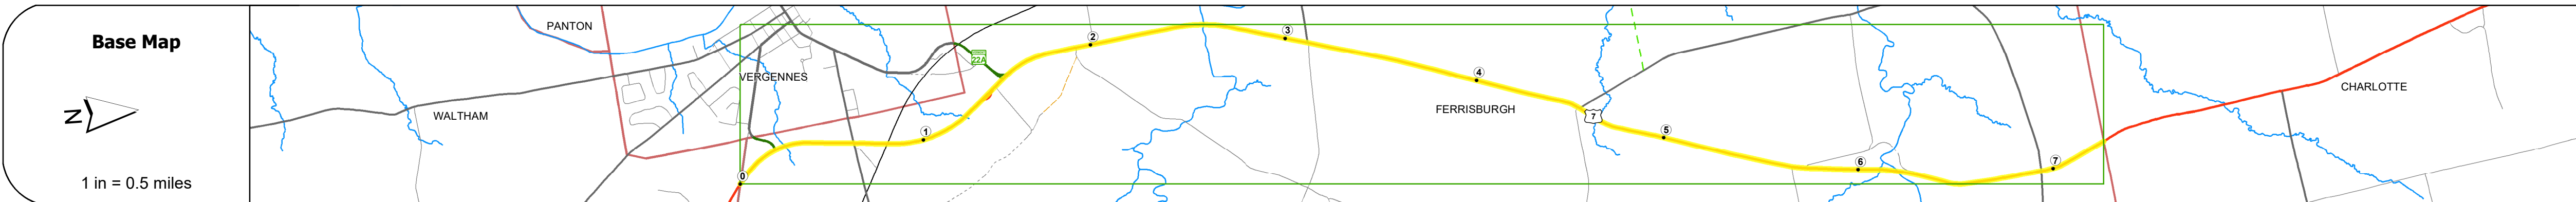 Base Map
N
1 in = 0.5 miles
PANTON
WALTHAM
VERGENNES
22A
0
1
2
3
4
FERRISBURGH
7
5
6
7
CHARLOTTE